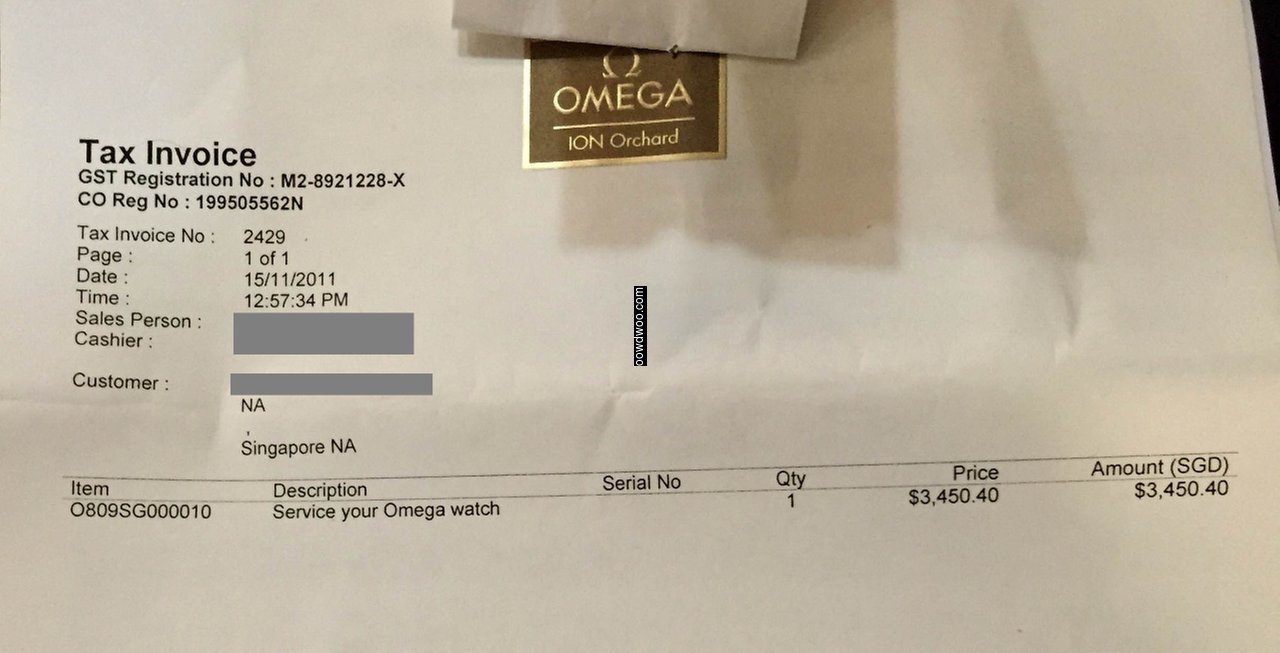 Ω
OMEGA
ION Orchard
Tax Invoice
GST Registration No : M2-8921228-X
CO Reg No : 199505562N
Tax Invoice No : 2429
Page : 1 of 1
Date : 15/11/2011
Time : 12:57:34 PM
Sales Person :
Cashier :
Customer :
NA
,
Singapore NA
Item Description Serial No Qty Price Amount (SGD)
O809SG000010 Service your Omega watch 1 $3,450.40 $3,450.40
oowdwoo.com